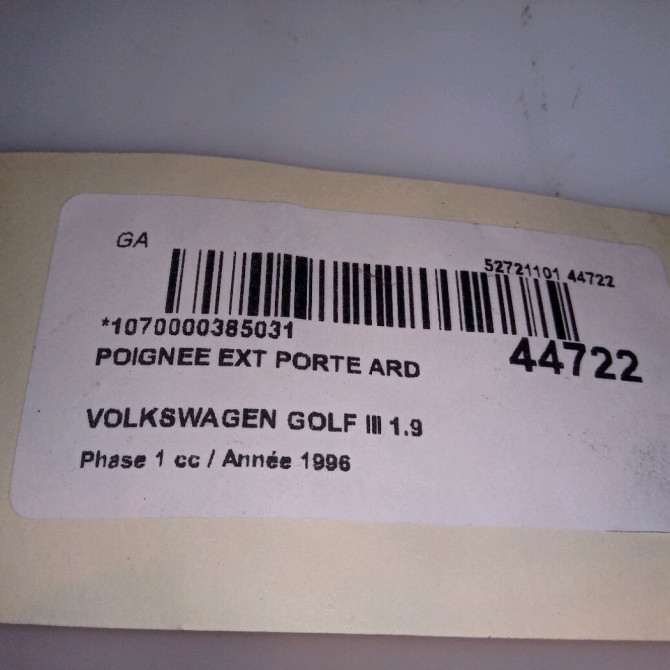 GA
52721101 44722
*1070000385031
44722
POIGNEE EXT PORTE ARD
VOLKSWAGEN GOLF III 1.9
Phase 1 cc / Année 1996